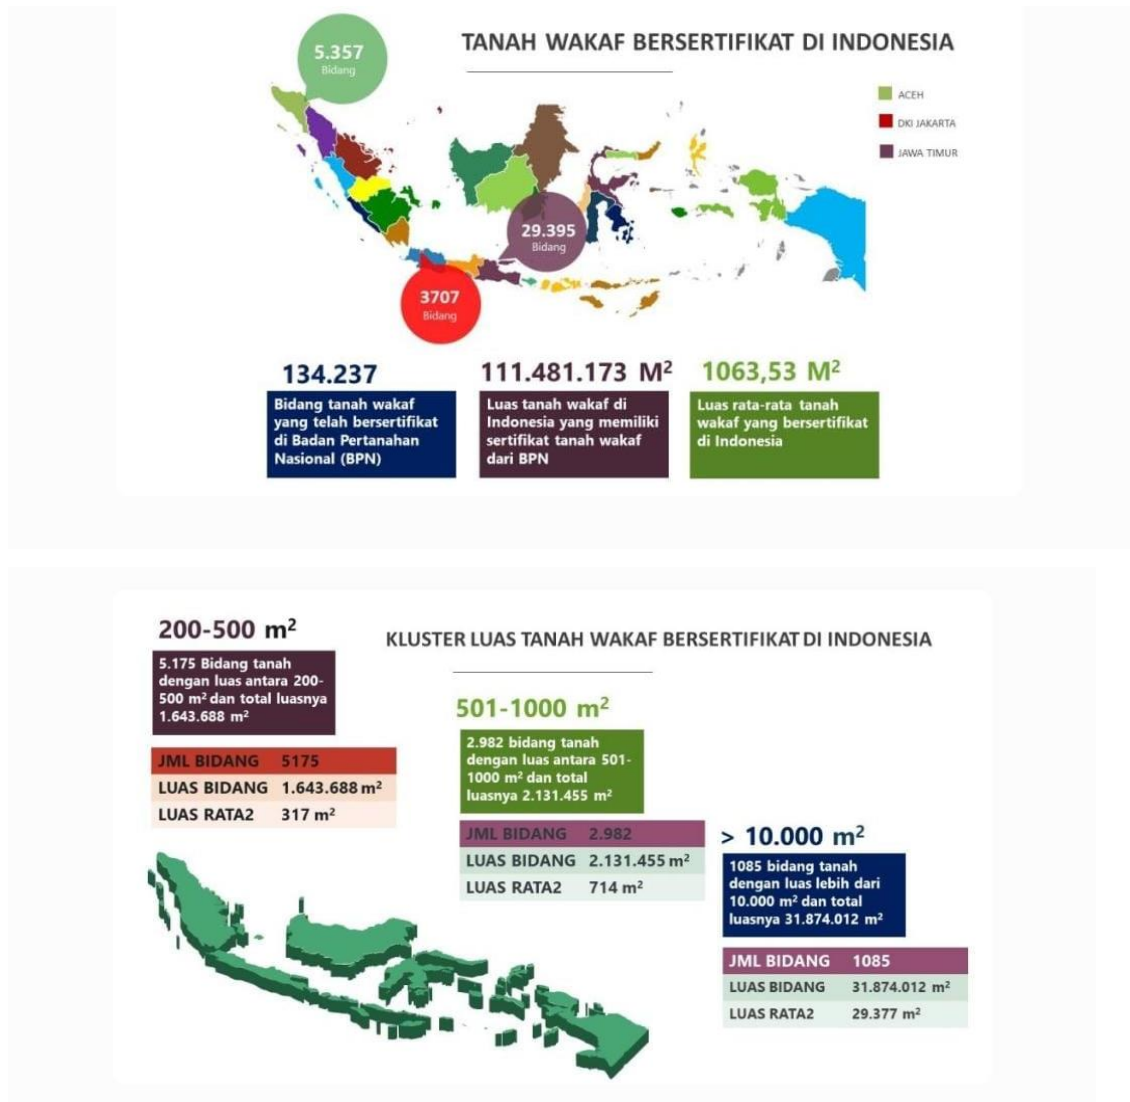 5.357
Bidang
TANAH WAKAF BERSERTIFIKAT DI INDONESIA
ACEH
DKI JAKARTA
JAWA TIMUR
29.395
Bidang
3707
Bidang
134.237
Bidang tanah wakaf
yang telah bersertifikat
di Badan Pertanahan
Nasional (BPN)
111.481.173 M²
Luas tanah wakaf di
Indonesia yang memiliki
sertifikat tanah wakaf
dari BPN
1063,53 M²
Luas rata-rata tanah
wakaf yang bersertifikat
di Indonesia
KLUSTER LUAS TANAH WAKAF BERSERTIFIKAT DI INDONESIA
200-500 m²
5.175 Bidang tanah
dengan luas antara 200-
500 m² dan total luasnya
1.643.688 m²
JML BIDANG 5175
LUAS BIDANG 1.643.688 m²
LUAS RATA2 317 m²
501-1000 m²
2.982 bidang tanah
dengan luas antara 501-
1000 m² dan total
luasnya 2.131.455 m²
JML BIDANG 2.982
LUAS BIDANG 2.131.455 m²
LUAS RATA2 714 m²
> 10.000 m²
1085 bidang tanah
dengan luas lebih dari
10.000 m² dan total
luasnya 31.874.012 m²
JML BIDANG 1085
LUAS BIDANG 31.874.012 m²
LUAS RATA2 29.377 m²